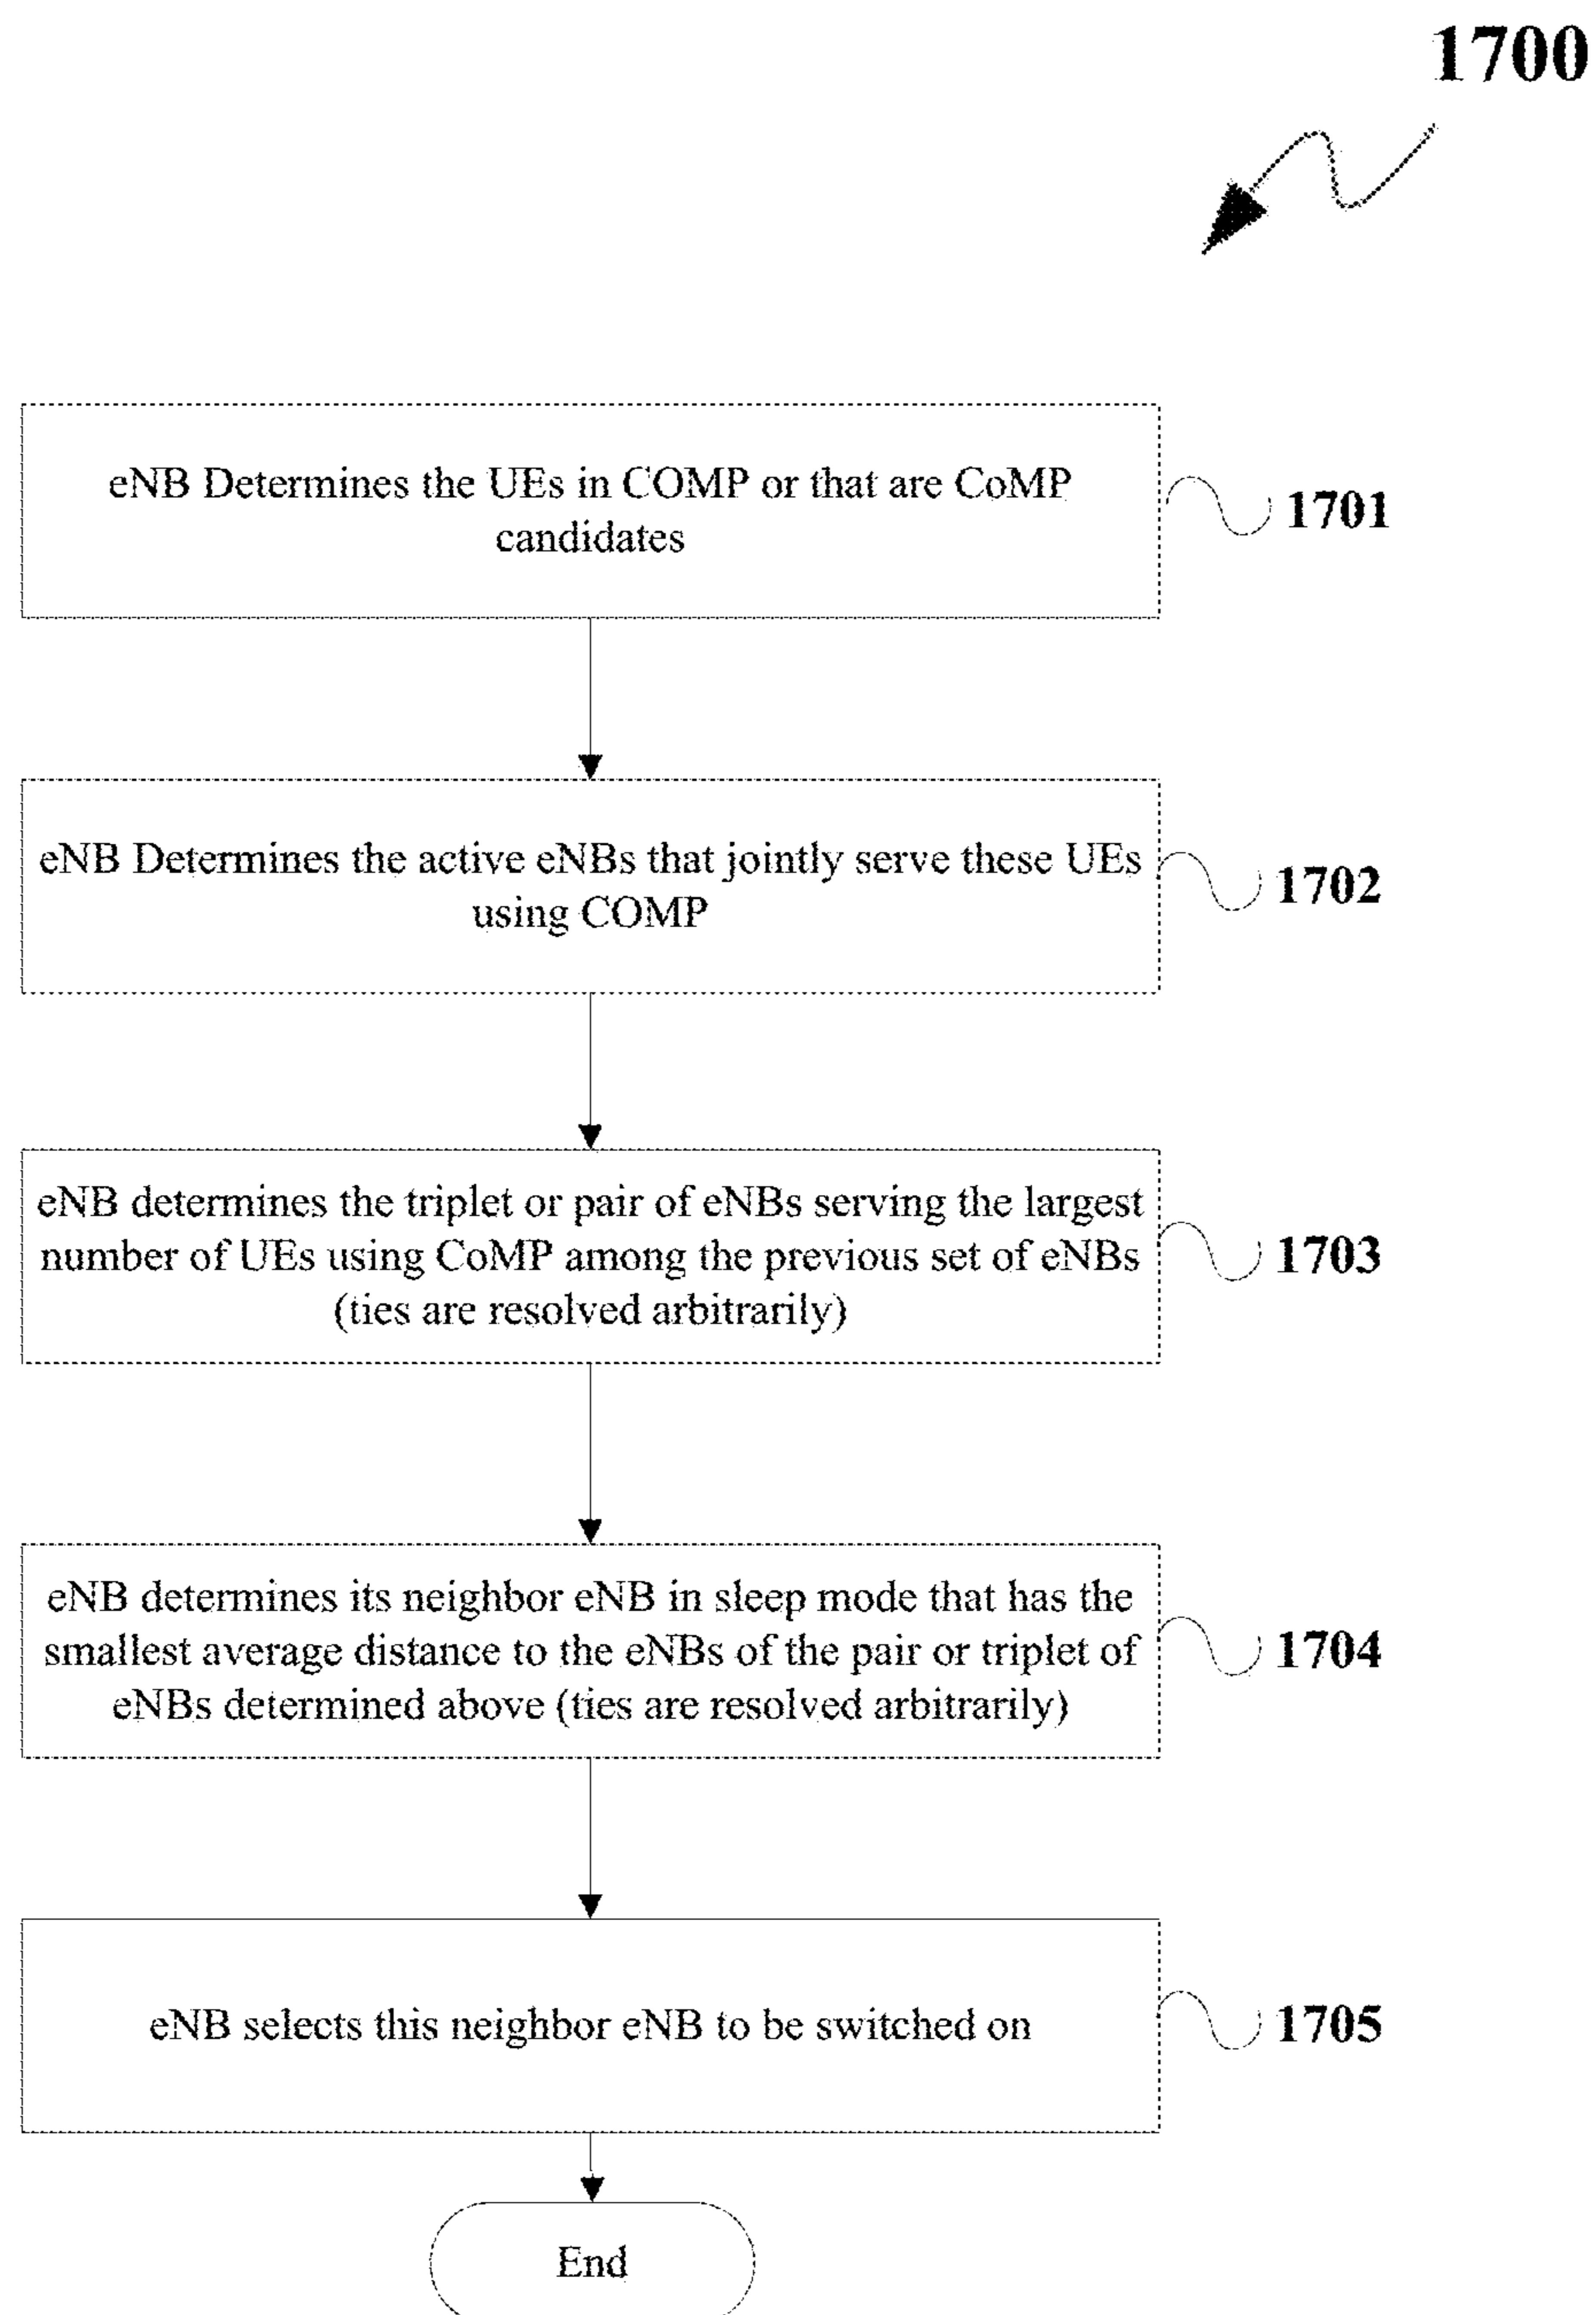 1700
eNB Determines the UEs in COMP or that are CoMP
candidates
1701
eNB Determines the active eNBs that jointly serve these UEs
using COMP
1702
eNB determines the triplet or pair of eNBs serving the largest
number of UEs using CoMP among the previous set of eNBs
(ties are resolved arbitrarily)
1703
eNB determines its neighbor eNB in sleep mode that has the
smallest average distance to the eNBs of the pair or triplet of
eNBs determined above (ties are resolved arbitrarily)
1704
eNB selects this neighbor eNB to be switched on
1705
End